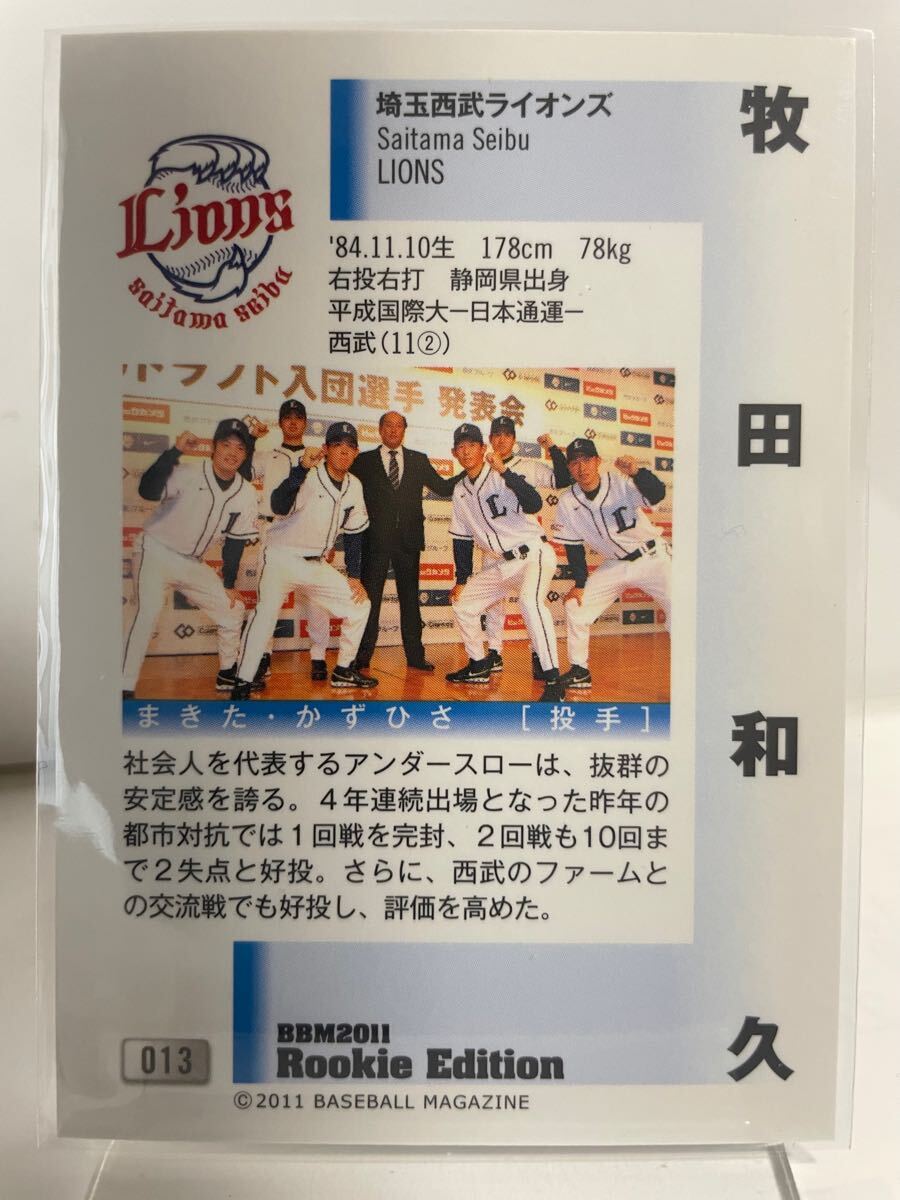 埼玉西武ライオンズ
Saitama Seibu
LIONS
牧田和久
Lions
saitama seibu
'84.11.10生 178cm 78kg
右投右打 静岡県出身
平成国際大ー日本通運ー
西武(11②)
ドラフト入団選手 発表会
ビックカメラ
まきた・かずひさ [投手]
社会人を代表するアンダースローは、抜群の
安定感を誇る。4年連続出場となった昨年の
都市対抗では1回戦を完封、2回戦も10回ま
で2失点と好投。さらに、西武のファームと
の交流戦でも好投し、評価を高めた。
013
BBM2011
Rookie Edition
©2011 BASEBALL MAGAZINE